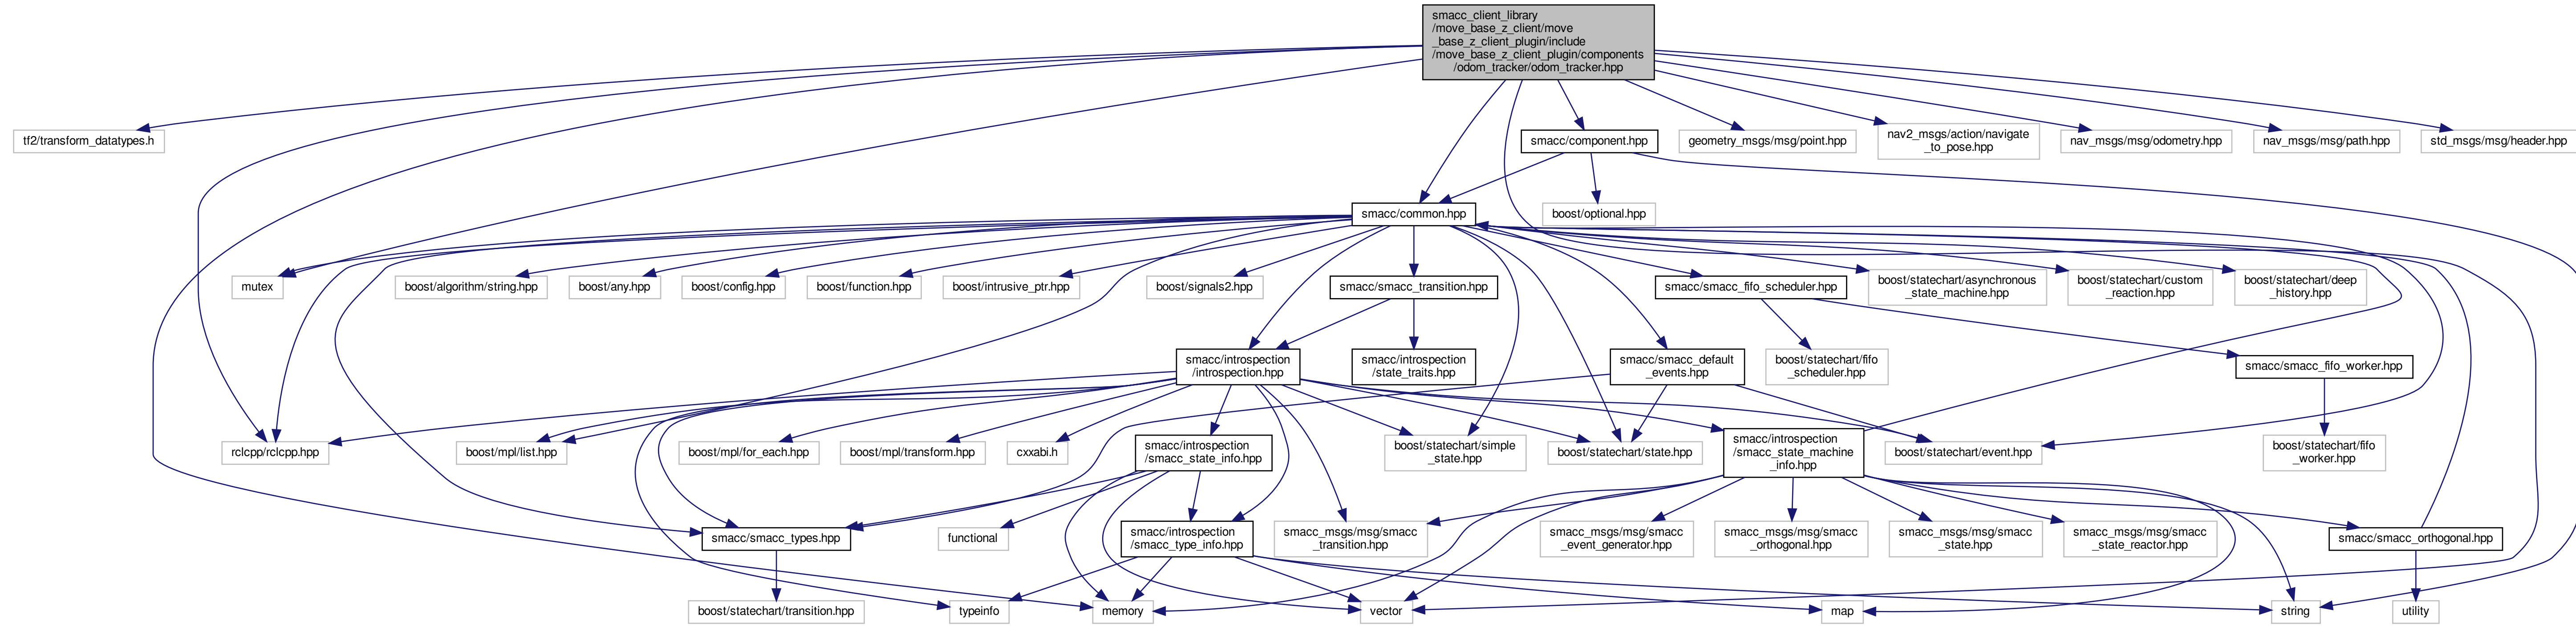 smacc_client_library
/move_base_z_client/move
_base_z_client_plugin/include
/move_base_z_client_plugin/components
/odom_tracker/odom_tracker.hpp
tf2/transform_datatypes.h
smacc/component.hpp
geometry_msgs/msg/point.hpp
nav2_msgs/action/navigate
_to_pose.hpp
nav_msgs/msg/odometry.hpp
nav_msgs/msg/path.hpp
std_msgs/msg/header.hpp
smacc/common.hpp
boost/optional.hpp
mutex
boost/algorithm/string.hpp
boost/any.hpp
boost/config.hpp
boost/function.hpp
boost/intrusive_ptr.hpp
boost/signals2.hpp
smacc/smacc_transition.hpp
smacc/smacc_fifo_scheduler.hpp
boost/statechart/asynchronous
_state_machine.hpp
boost/statechart/custom
_reaction.hpp
boost/statechart/deep
_history.hpp
smacc/introspection
/introspection.hpp
smacc/introspection
/state_traits.hpp
smacc/smacc_default
_events.hpp
boost/statechart/fifo
_scheduler.hpp
smacc/smacc_fifo_worker.hpp
rclcpp/rclcpp.hpp
boost/mpl/list.hpp
boost/mpl/for_each.hpp
boost/mpl/transform.hpp
cxxabi.h
smacc/introspection
/smacc_state_info.hpp
boost/statechart/simple
_state.hpp
boost/statechart/state.hpp
smacc/introspection
/smacc_state_machine
_info.hpp
boost/statechart/event.hpp
boost/statechart/fifo
_worker.hpp
smacc/smacc_types.hpp
functional
smacc/introspection
/smacc_type_info.hpp
smacc_msgs/msg/smacc
_transition.hpp
smacc_msgs/msg/smacc
_event_generator.hpp
smacc_msgs/msg/smacc
_orthogonal.hpp
smacc_msgs/msg/smacc
_state.hpp
smacc_msgs/msg/smacc
_state_reactor.hpp
smacc/smacc_orthogonal.hpp
boost/statechart/transition.hpp
typeinfo
memory
vector
map
string
utility